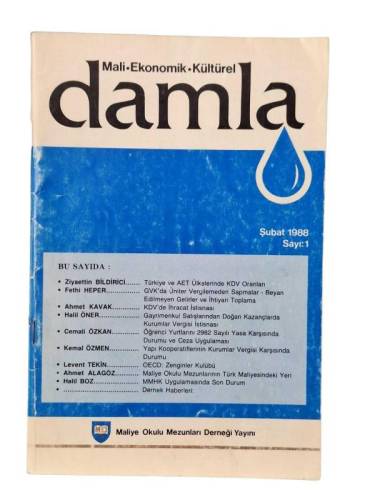 Mali•Ekonomik•Kültürel
damla
Şubat 1988
Sayı:1
BU SAYIDA :
• Ziyaettin BİLDİRİCİ....... Türkiye ve AET Ülkelerinde KDV Oranları
• Fethi HEPER................ GVK'da Üniter Vergilemeden Sapmalar - Beyan
Edilmeyen Gelirler ve İhtiyari Toplama
• Ahmet KAVAK............. KDV'de İhracat İstisnası
• Halil ÖNER.................. Gayrimenkul Satışlarından Doğan Kazançlarda
Kurumlar Vergisi İstisnası
• Cemali ÖZKAN............ Öğrenci Yurtlarını 2982 Sayılı Yasa Karşısında
Durumu ve Ceza Uygulaması
• Kemal ÖZMEN............. Yapı Kooperatiflerinin Kurumlar Vergisi Karşısında
Durumu
• Levent TEKİN.............. OECD: Zenginler Kulübü
• Ahmet ALAGÖZ........... Maliye Okulu Mezunlarının Türk Maliyesindeki Yeri
• Halil BOZ.................... MMHK Uygulamasında Son Durum
• .................................. Dernek Haberleri
Maliye Okulu Mezunları Derneği Yayını